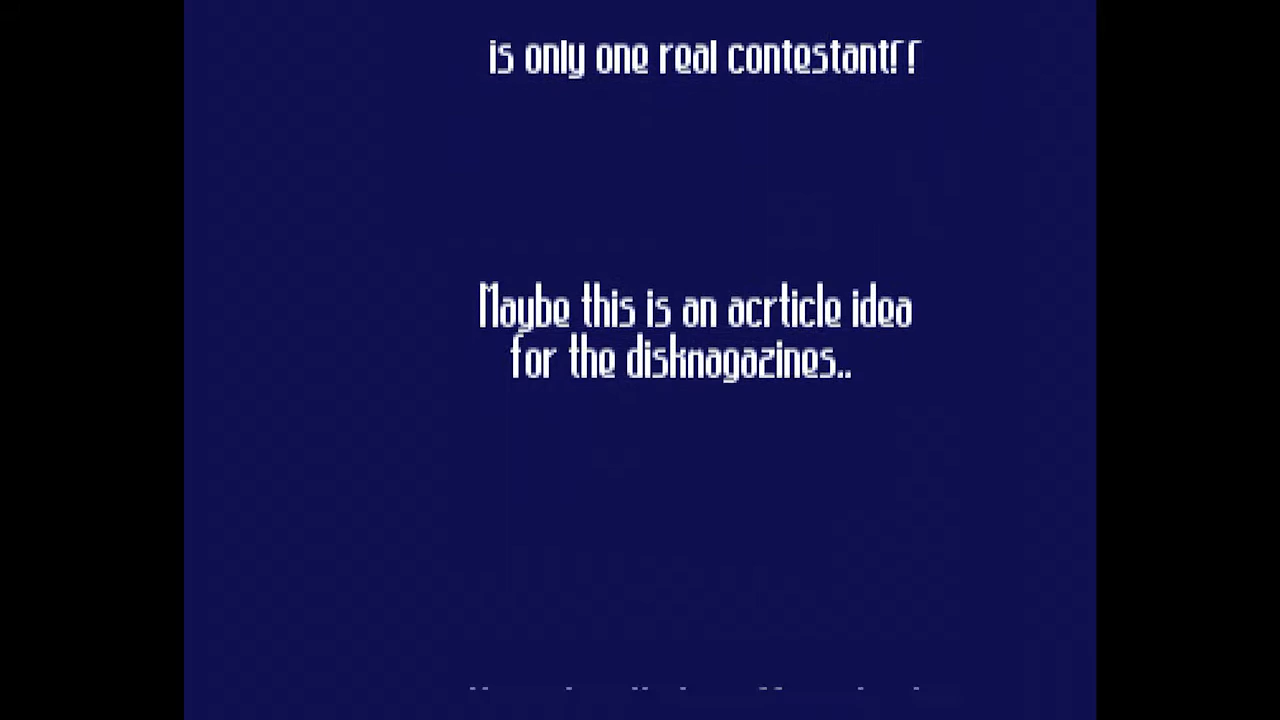 is only one real contestant!!
Maybe this is an acrticle idea
for the diskmagazines..